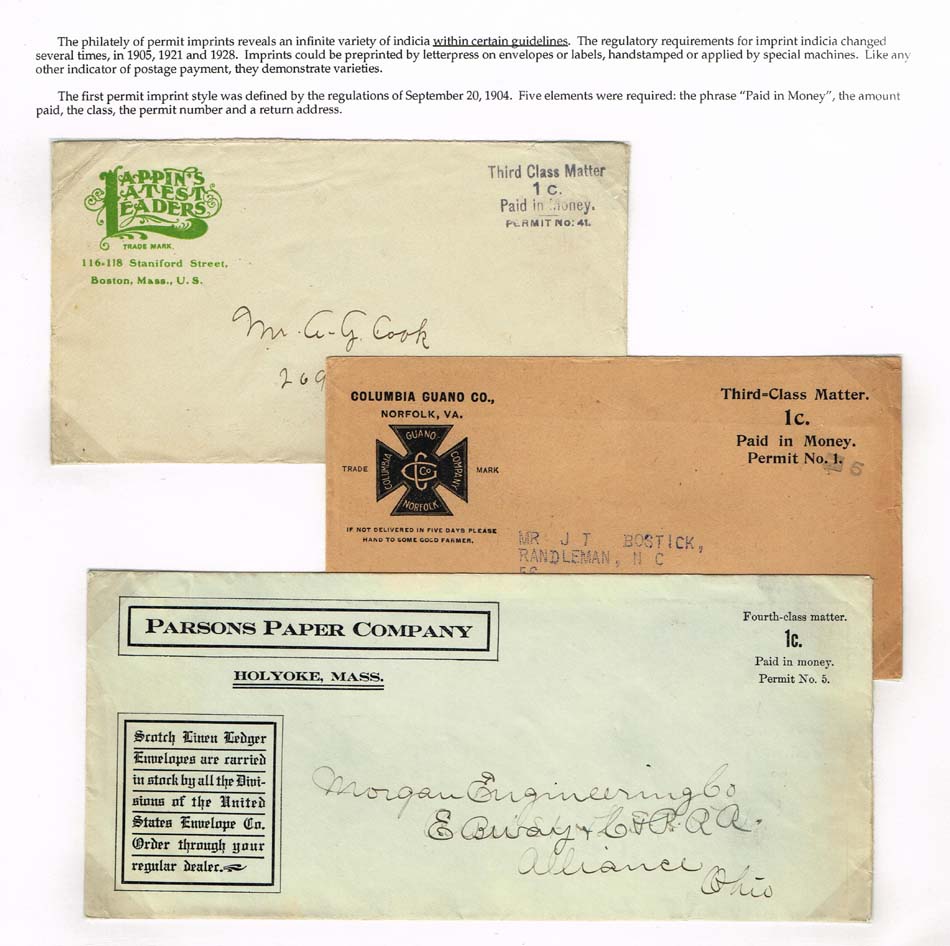 The philately of permit imprints reveals an infinite variety of indicia within certain guidelines. The regulatory requirements for imprint indicia changed
several times, in 1905, 1921 and 1928. Imprints could be preprinted by letterpress on envelopes or labels, handstamped or applied by special machines. Like any
other indicator of postage payment, they demonstrate varieties.
The first permit imprint style was defined by the regulations of September 20, 1904. Five elements were required: the phrase "Paid in Money", the amount
paid, the class, the permit number and a return address.
LAPPIN'S
LATEST
LEADERS
TRADE MARK.
116-118 Staniford Street,
Boston, Mass., U. S.
Third Class Matter
1 c.
Paid in Money.
PERMIT NO: 41.
Mr. A. G. Cook
269
COLUMBIA GUANO CO.,
NORFOLK, VA.
TRADE MARK
GUANO
COLUMBIA
COMPANY
CGCo
NORFOLK
IF NOT DELIVERED IN FIVE DAYS PLEASE
HAND TO SOME GOOD FARMER.
Third-Class Matter.
1c.
Paid in Money.
Permit No. 1.
5
MR J T BOSTICK,
RANDLEMAN, N C
PARSONS PAPER COMPANY
HOLYOKE, MASS.
Fourth-class matter.
1c.
Paid in money.
Permit No. 5.
Scotch Linen Ledger
Envelopes are carried
in stock by all the Divi-
sions of the United
States Envelope Co.
Order through your
regular dealer.
Morgan Engineering Co
E Bway & C & P. R R.
Alliance
Ohio